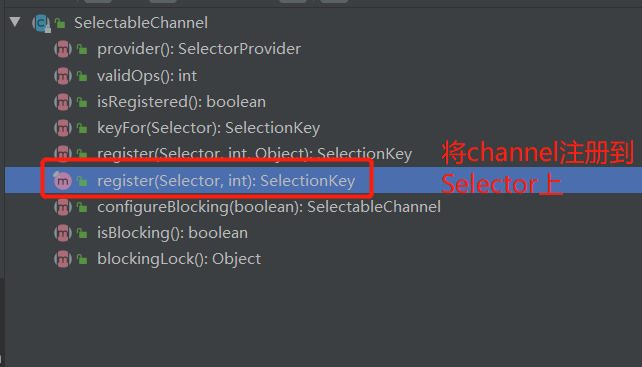 SelectableChannel
provider(): SelectorProvider
validOps(): int
isRegistered(): boolean
keyFor(Selector): SelectionKey
register(Selector, int, Object): SelectionKey
register(Selector, int): SelectionKey
将channel注册到
Selector上
configureBlocking(boolean): SelectableChannel
isBlocking(): boolean
blockingLock(): Object